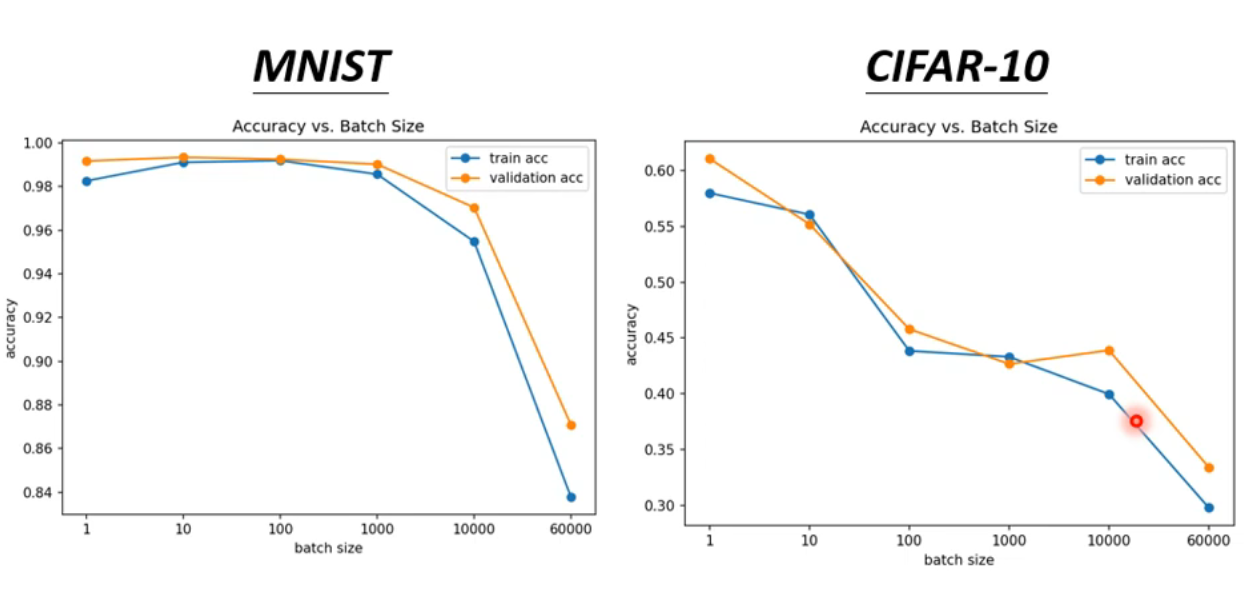 MNIST
Accuracy vs. Batch Size
train acc
validation acc
1.00
0.98
0.96
0.94
0.92
0.90
0.88
0.86
0.84
accuracy
1 10 100 1000 10000 60000
batch size
CIFAR-10
Accuracy vs. Batch Size
train acc
validation acc
0.60
0.55
0.50
0.45
0.40
0.35
0.30
accuracy
1 10 100 1000 10000 60000
batch size